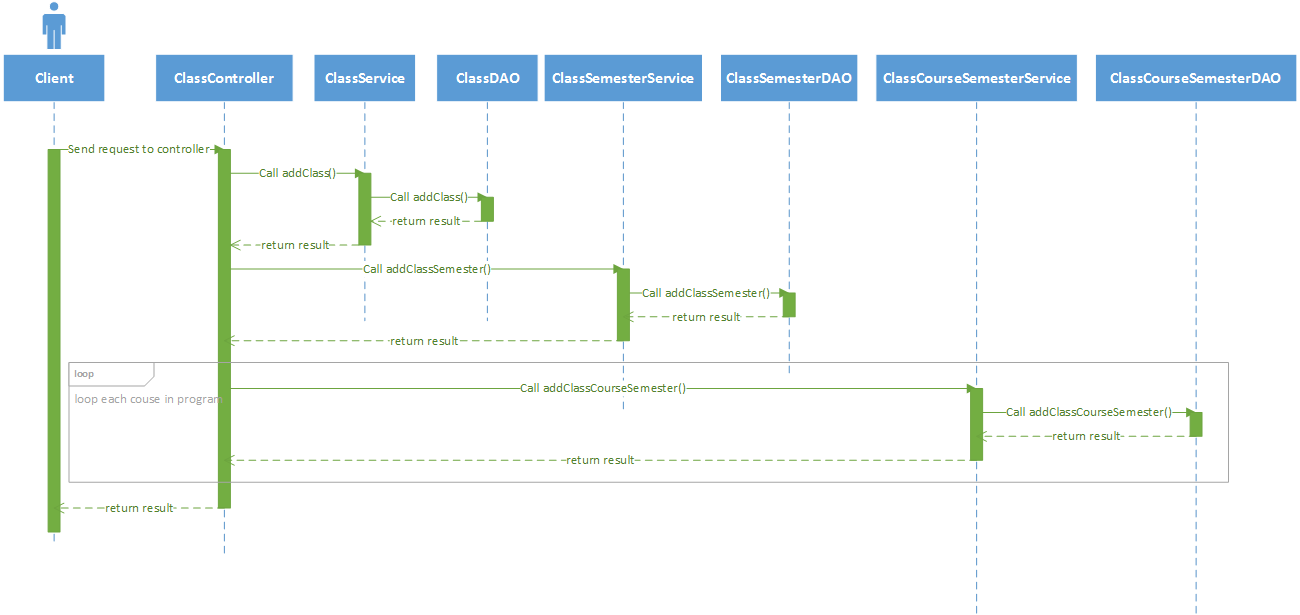 Client
ClassController
ClassService
ClassDAO
ClassSemesterService
ClassSemesterDAO
ClassCourseSemesterService
ClassCourseSemesterDAO
Send request to controller
Call addClass()
Call addClass()
return result
return result
Call addClassSemester()
Call addClassSemester()
return result
return result
loop
loop each couse in program
Call addClassCourseSemester()
Call addClassCourseSemester()
return result
return result
return result